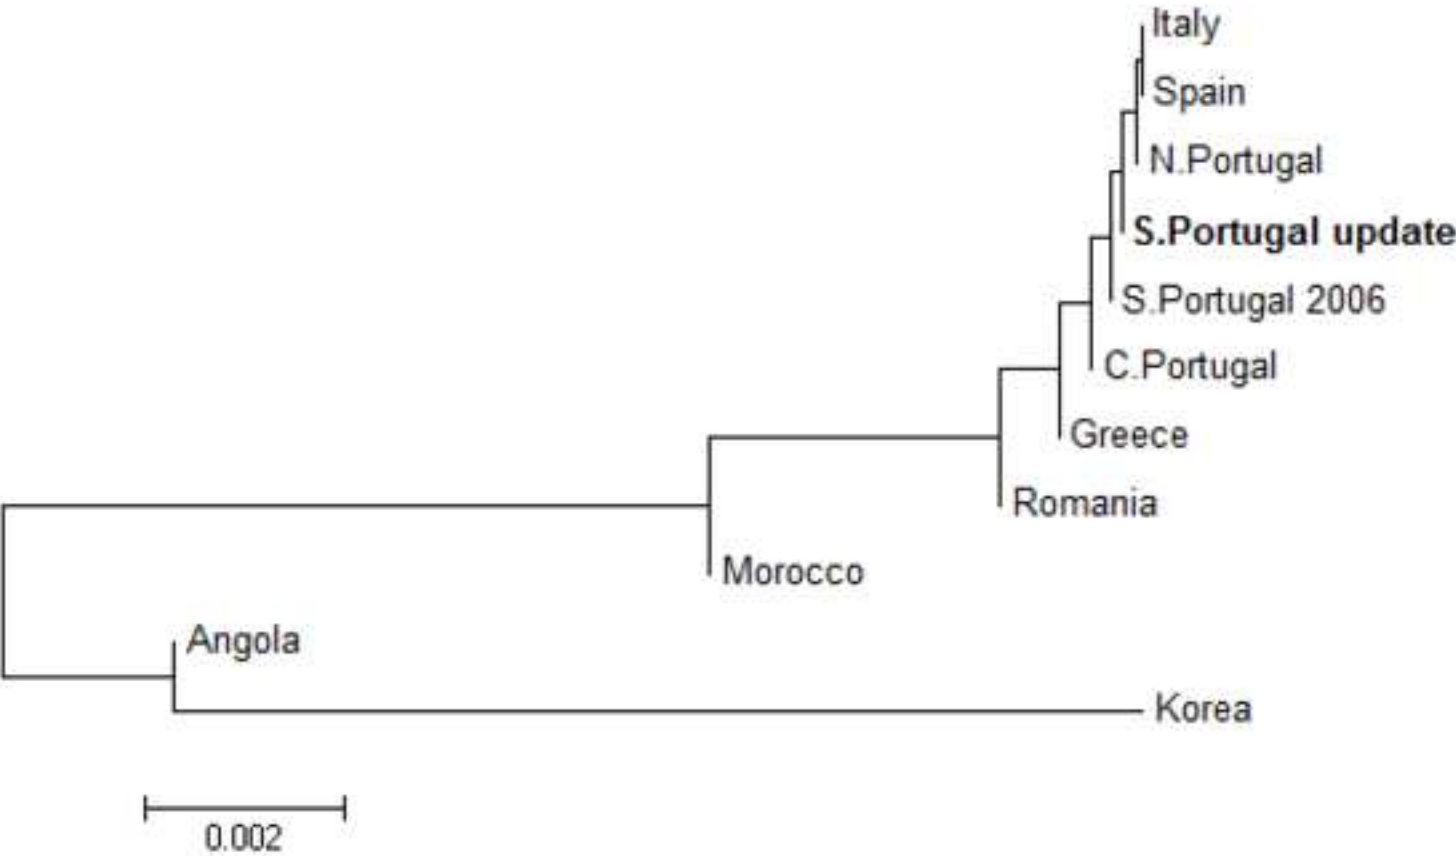 Italy
Spain
N.Portugal
S.Portugal update
S.Portugal 2006
C.Portugal
Greece
Romania
Morocco
Angola
Korea
0.002